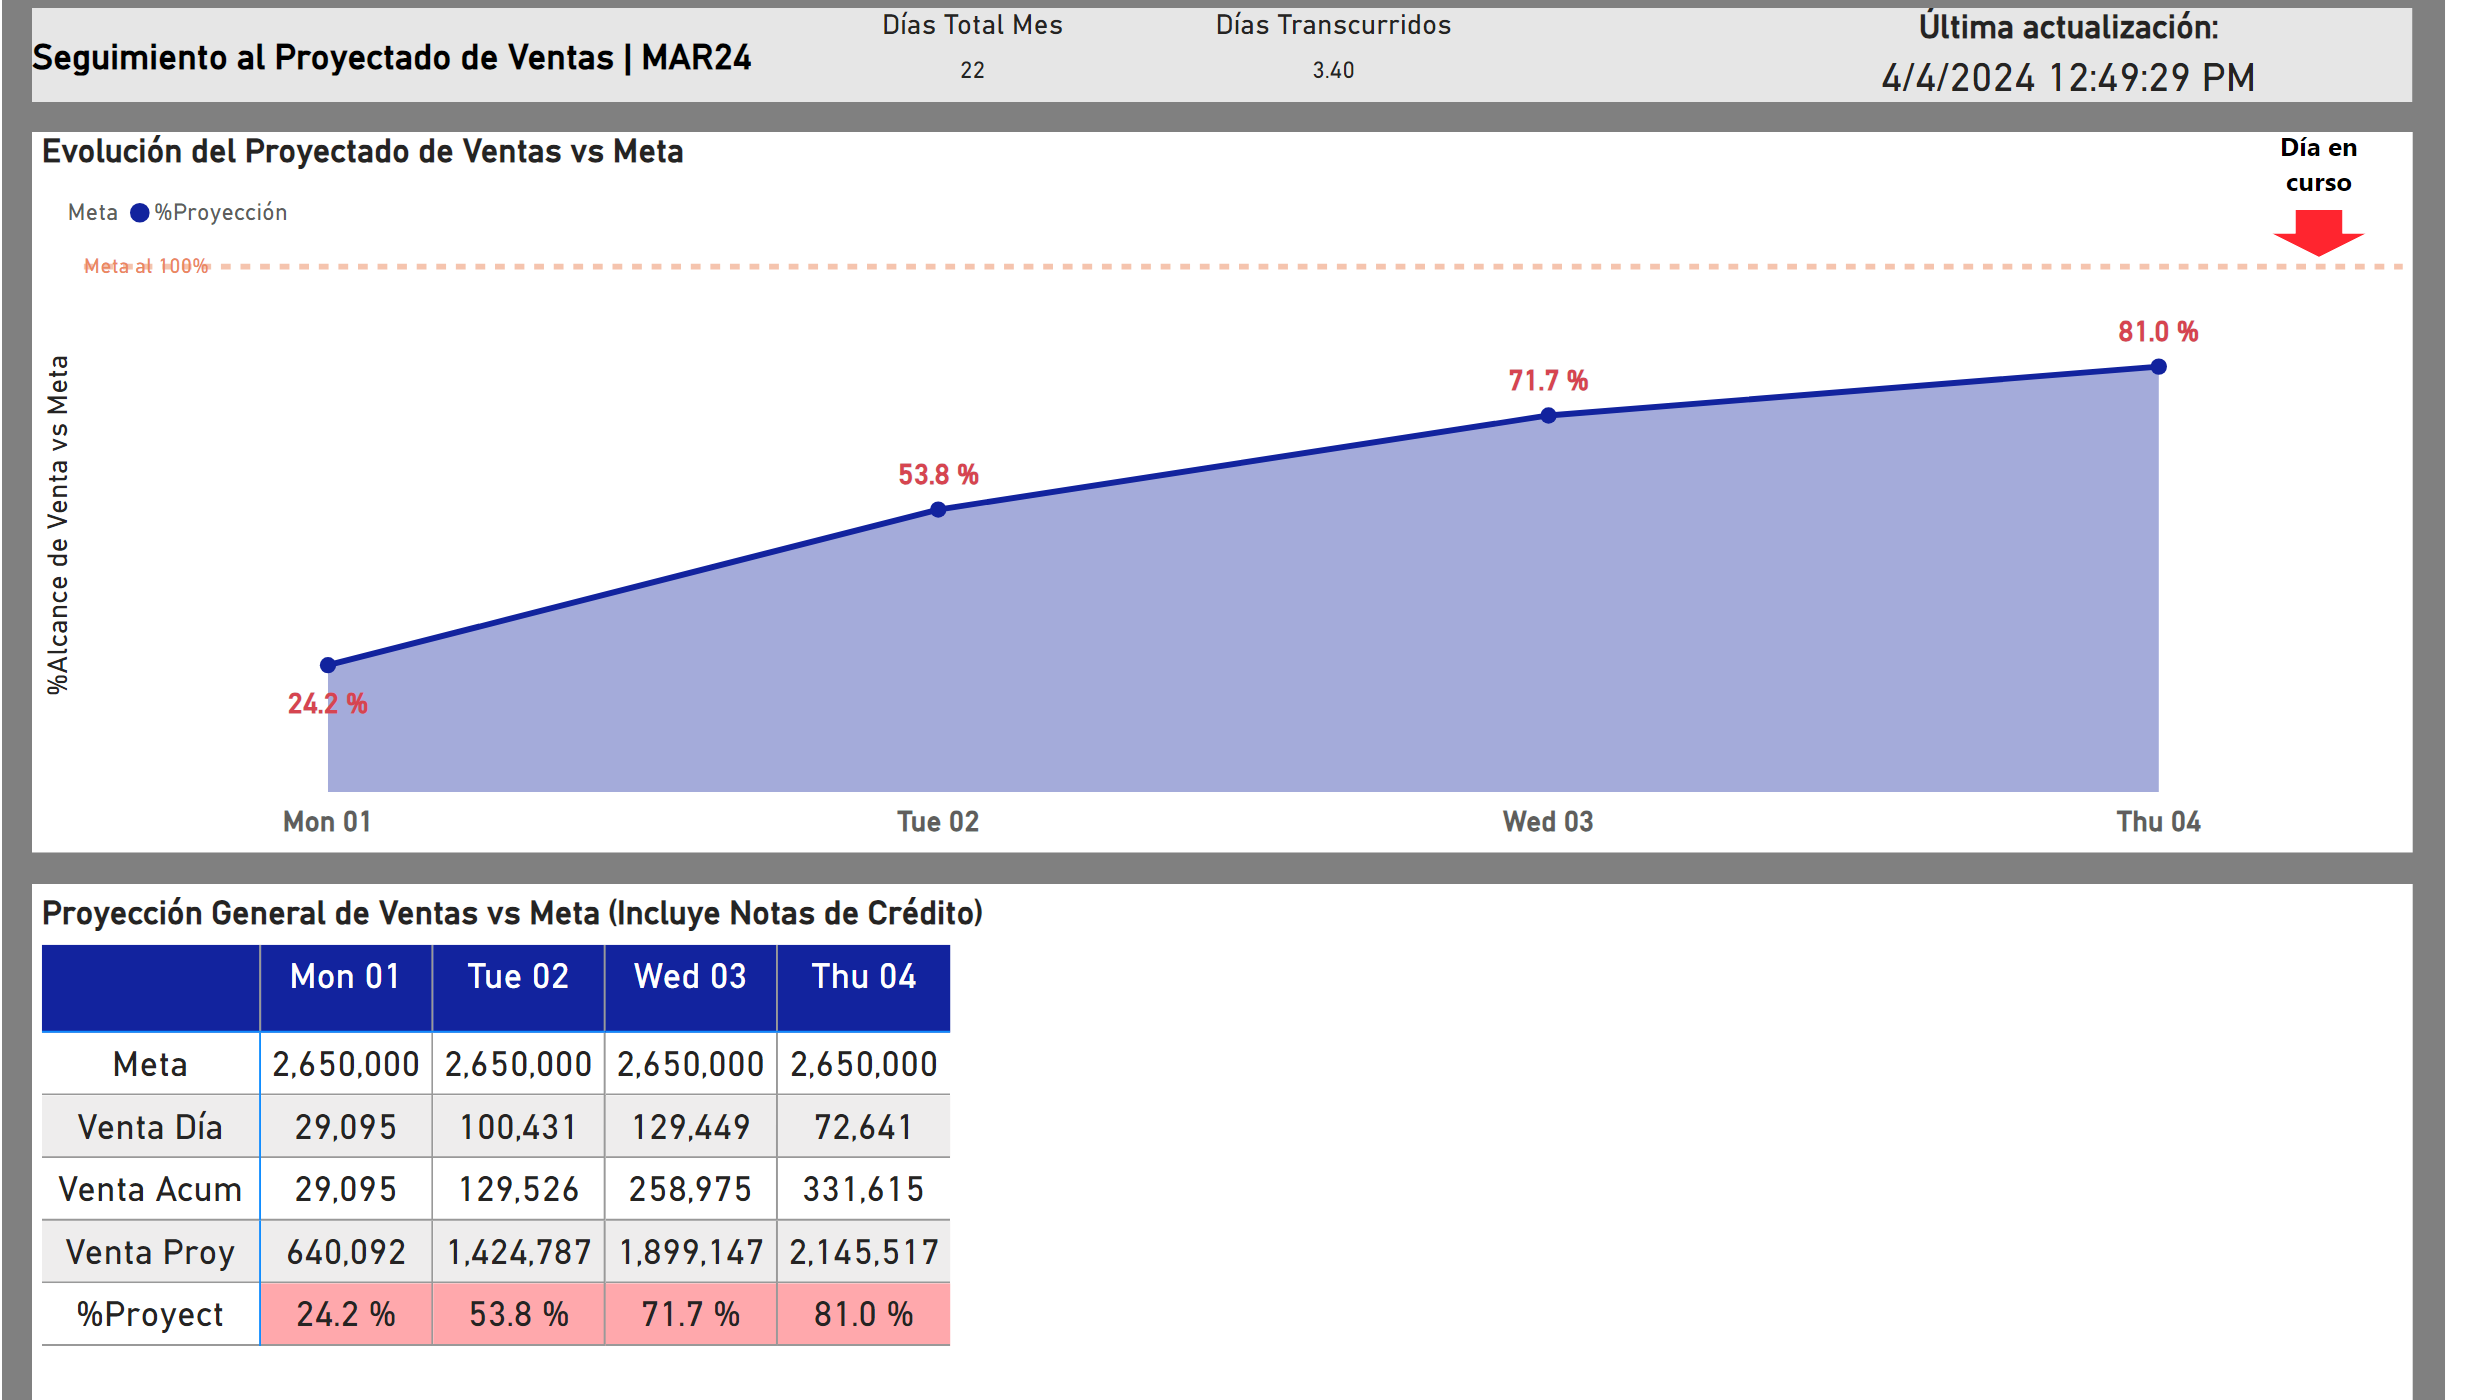 Seguimiento al Proyectado de Ventas | MAR24
Días Total Mes
22
Días Transcurridos
3.40
Última actualización:
4/4/2024 12:49:29 PM
Evolución del Proyectado de Ventas vs Meta
Día en
curso
Meta %Proyección
Meta al 100%
%Alcance de Venta vs Meta
24.2 %
53.8 %
71.7 %
81.0 %
Mon 01 Tue 02 Wed 03 Thu 04
Proyección General de Ventas vs Meta (Incluye Notas de Crédito)
Mon 01 Tue 02 Wed 03 Thu 04
Meta 2,650,000 2,650,000 2,650,000 2,650,000
Venta Día 29,095 100,431 129,449 72,641
Venta Acum 29,095 129,526 258,975 331,615
Venta Proy 640,092 1,424,787 1,899,147 2,145,517
%Proyect 24.2 % 53.8 % 71.7 % 81.0 %